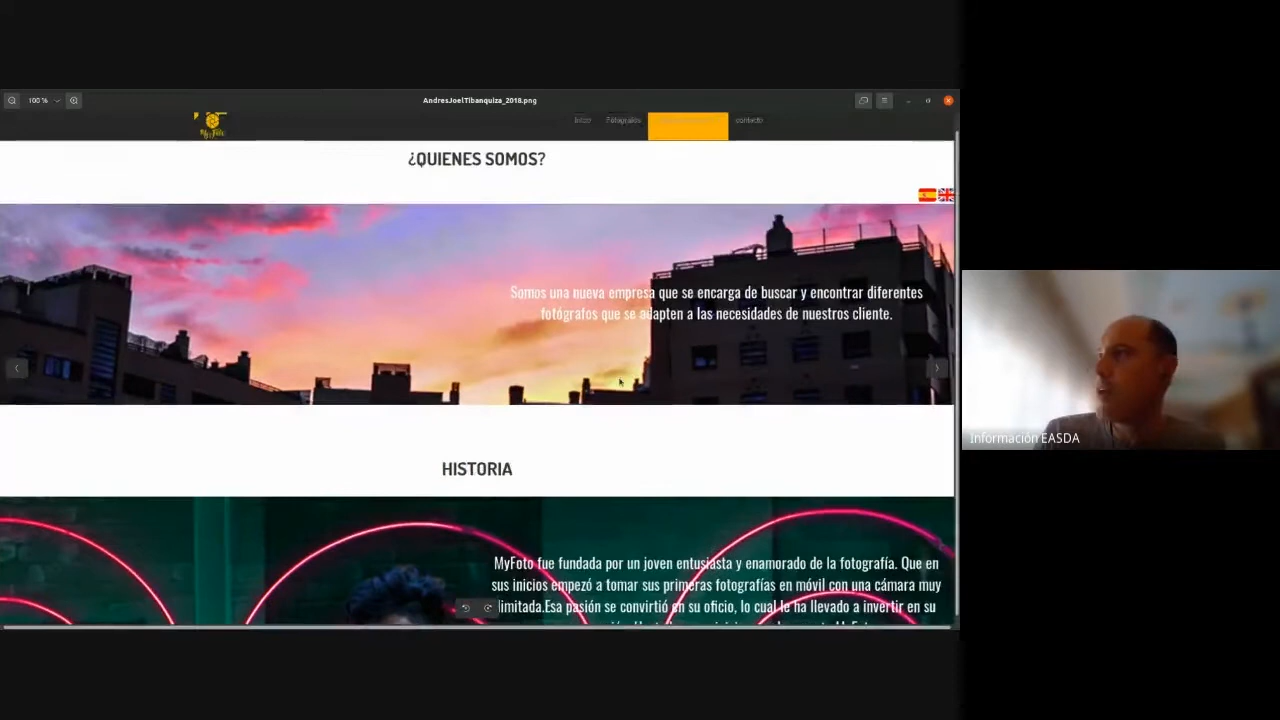 100 %
AndresJoelTibanquiza_2018.png
My Foto
Inicio
Fotografos
contacto
¿QUIENES SOMOS?
Somos una nueva empresa que se encarga de buscar y encontrar diferentes
fotógrafos que se adapten a las necesidades de nuestros cliente.
HISTORIA
MyFoto fue fundada por un joven entusiasta y enamorado de la fotografía. Que en
sus inicios empezó a tomar sus primeras fotografías en móvil con una cámara muy
limitada.Esa pasión se convirtió en su oficio, lo cual le ha llevado a invertir en su
Información EASDA